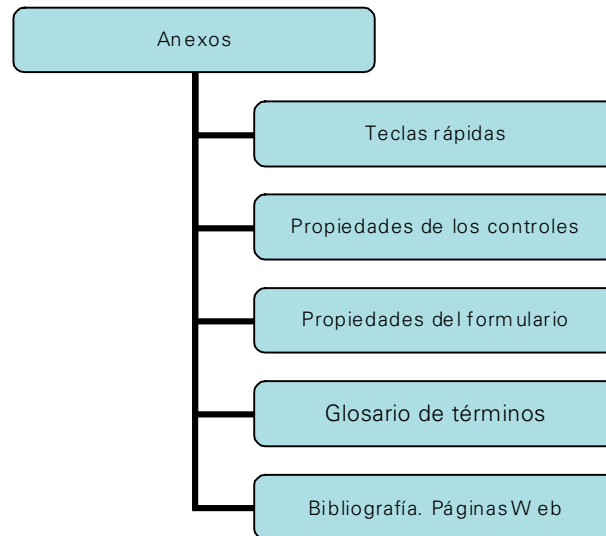 Anexos
Teclas rápidas
Propiedades de los controles
Propiedades del formulario
Glosario de términos
Bibliografía. Páginas Web